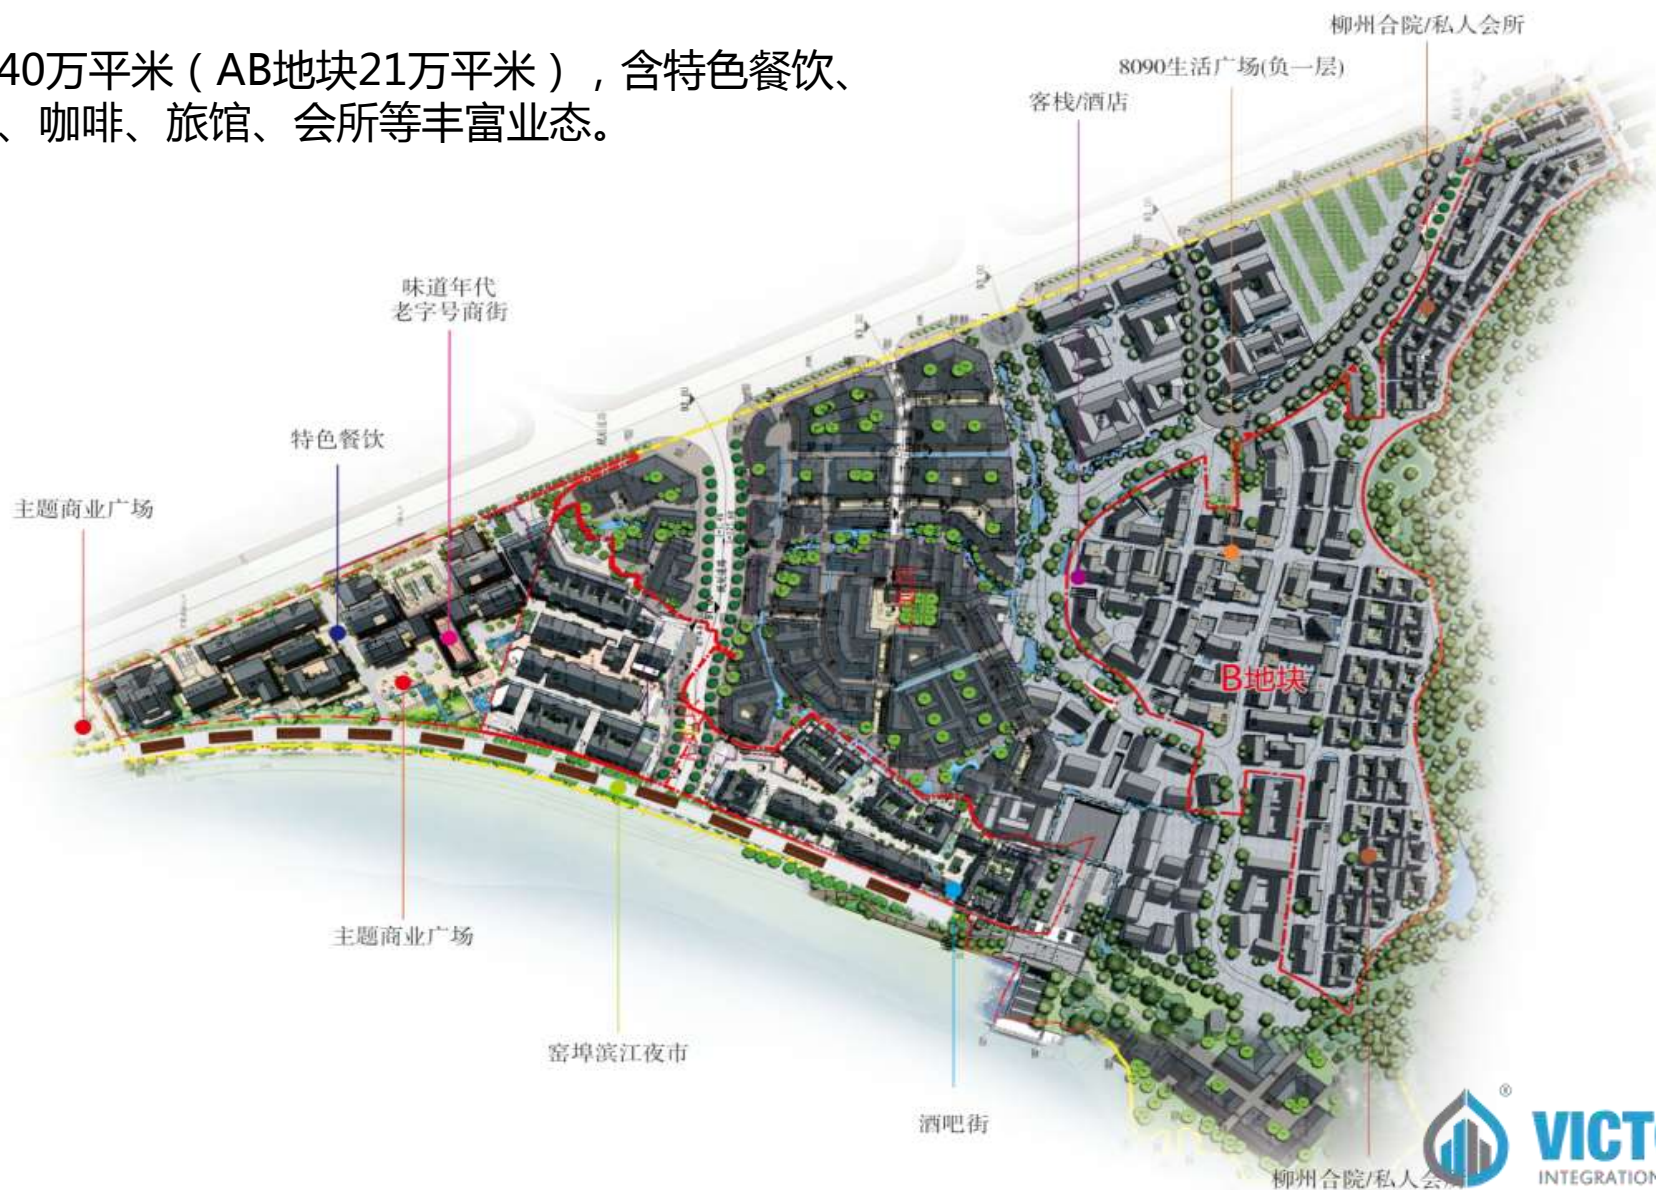 40万平米（AB地块21万平米），含特色餐饮、
、咖啡、旅馆、会所等丰富业态。
柳州合院/私人会所
8090生活广场(负一层)
客栈/酒店
味道年代
老字号商街
特色餐饮
主题商业广场
B地块
主题商业广场
窑埠滨江夜市
酒吧街
柳州合院/私人会所
®
VICT
INTEGRATION